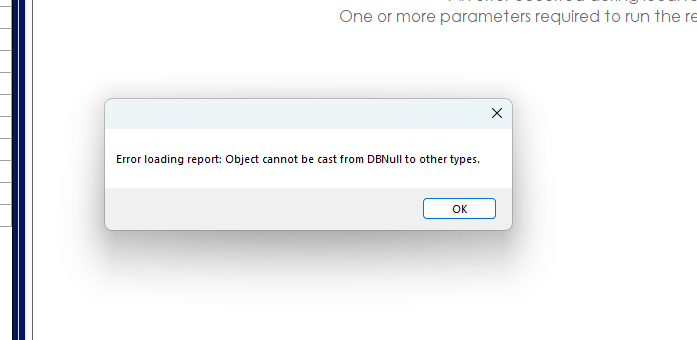 One or more parameters required to run the re
Error loading report: Object cannot be cast from DBNull to other types.
OK